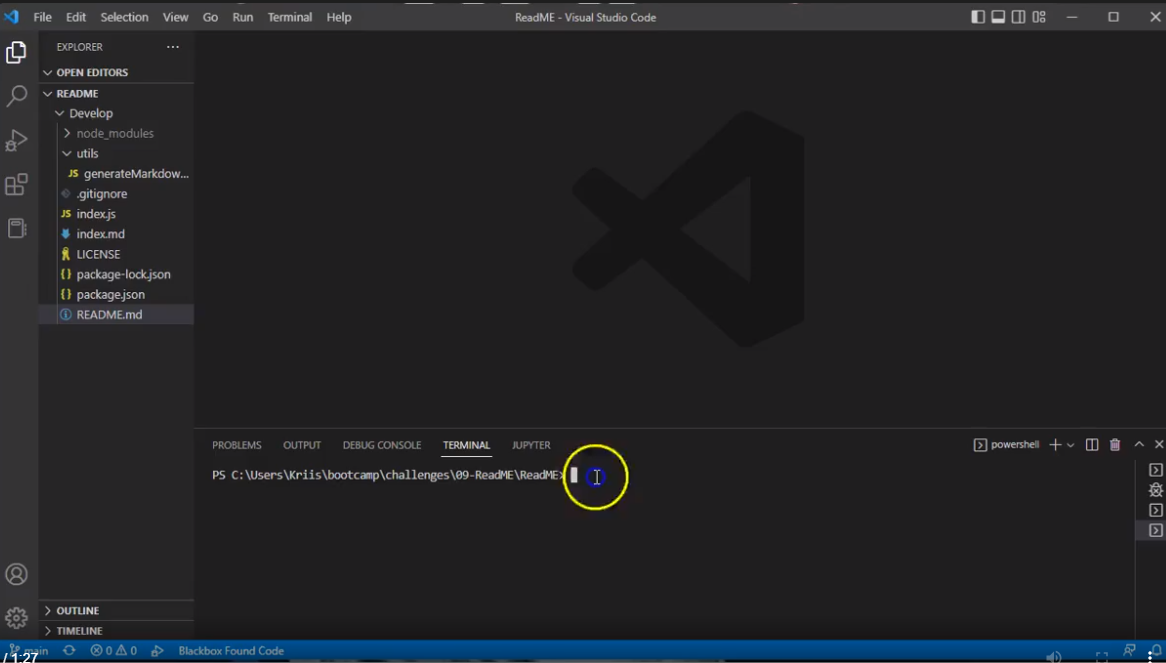 File Edit Selection View Go Run Terminal Help ReadME - Visual Studio Code
EXPLORER ...
OPEN EDITORS
README
Develop
node_modules
utils
JS generateMarkdow...
.gitignore
JS index.js
index.md
LICENSE
{} package-lock.json
{} package.json
README.md
PROBLEMS OUTPUT DEBUG CONSOLE TERMINAL JUPYTER powershell
PS C:\Users\Kriis\bootcamp\challenges\09-ReadME\ReadME>
OUTLINE
TIMELINE
main 0 0 Blackbox Found Code
/ 1:27